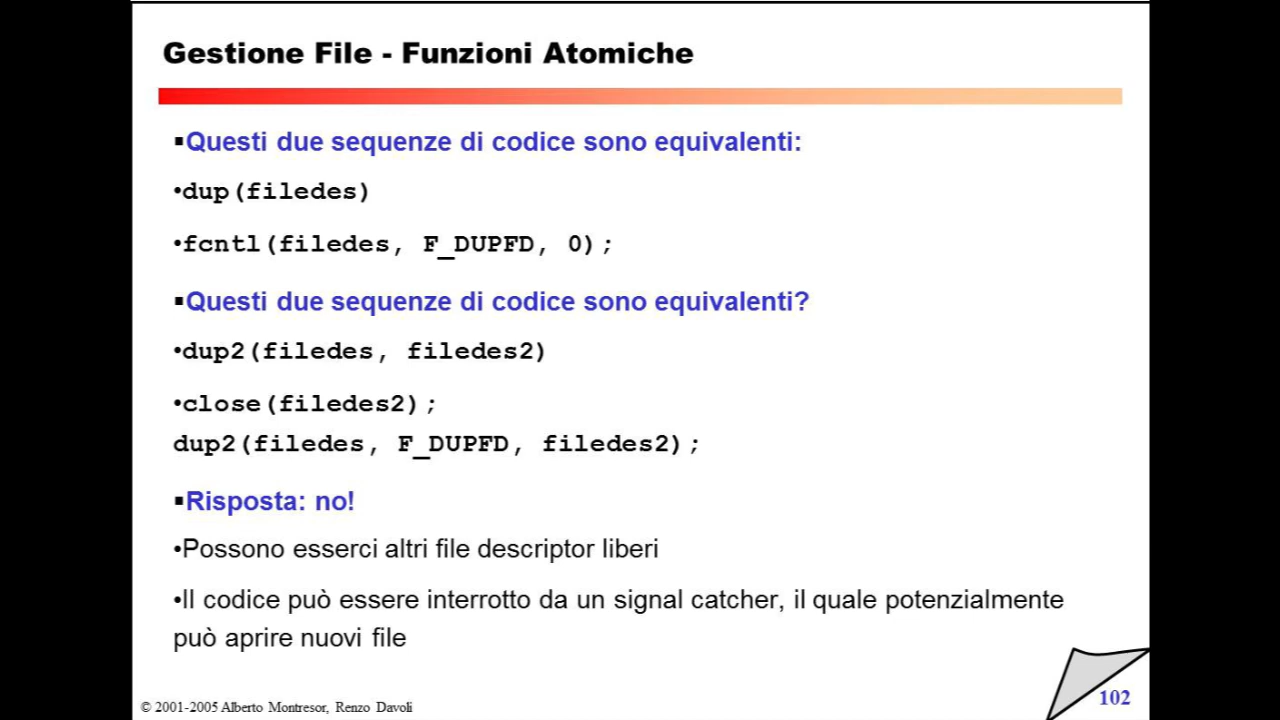 Gestione File - Funzioni Atomiche
▪Questi due sequenze di codice sono equivalenti:
•dup(filedes)
•fcntl(filedes, F_DUPFD, 0);
▪Questi due sequenze di codice sono equivalenti?
•dup2(filedes, filedes2)
•close(filedes2);
dup2(filedes, F_DUPFD, filedes2);
▪Risposta: no!
•Possono esserci altri file descriptor liberi
•Il codice può essere interrotto da un signal catcher, il quale potenzialmente
può aprire nuovi file
© 2001-2005 Alberto Montresor, Renzo Davoli
102